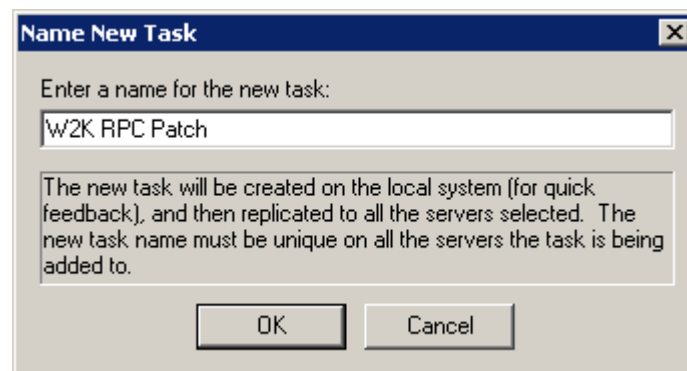 Name New Task
Enter a name for the new task:
W2K RPC Patch
The new task will be created on the local system (for quick
feedback), and then replicated to all the servers selected.  The
new task name must be unique on all the servers the task is being
added to.
OK
Cancel